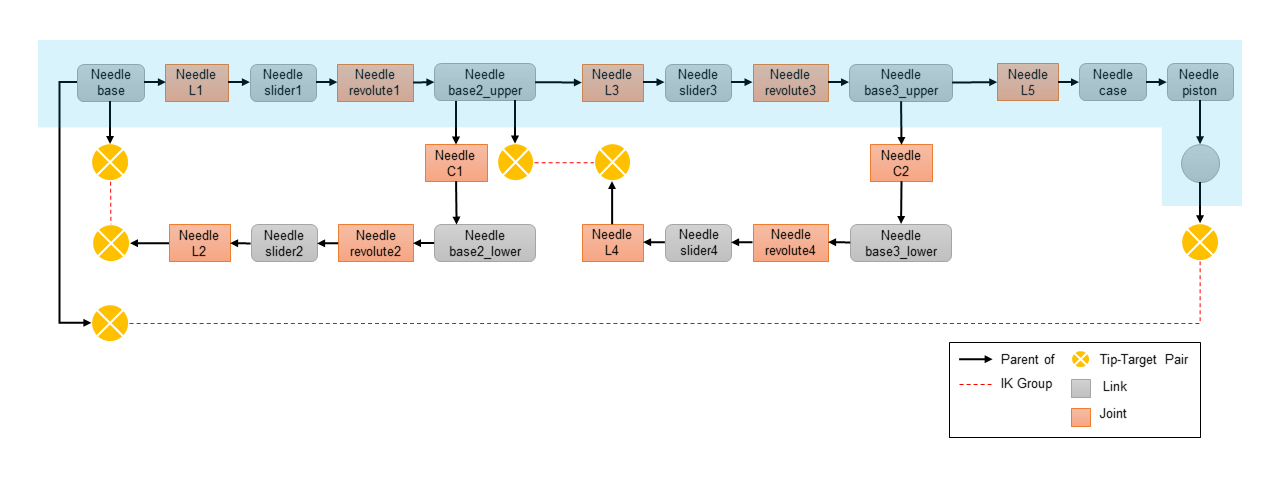 Needle
base
Needle
L1
Needle
slider1
Needle
revolute1
Needle
base2_upper
Needle
L3
Needle
slider3
Needle
revolute3
Needle
base3_upper
Needle
L5
Needle
case
Needle
piston
Needle
C1
Needle
C2
Needle
L2
Needle
slider2
Needle
revolute2
Needle
base2_lower
Needle
L4
Needle
slider4
Needle
revolute4
Needle
base3_lower
Parent of
Tip-Target Pair
IK Group
Link
Joint